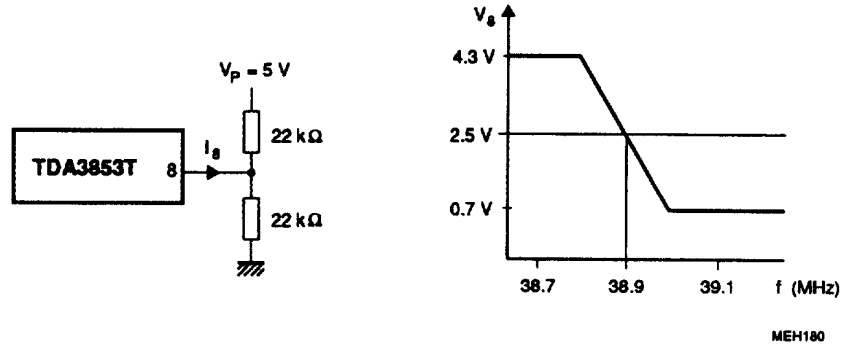 V_P = 5 V
22 kΩ
TDA3853T 8
I_8
22 kΩ
V_8
4.3 V
2.5 V
0.7 V
38.7 38.9 39.1 f (MHz)
MEH180